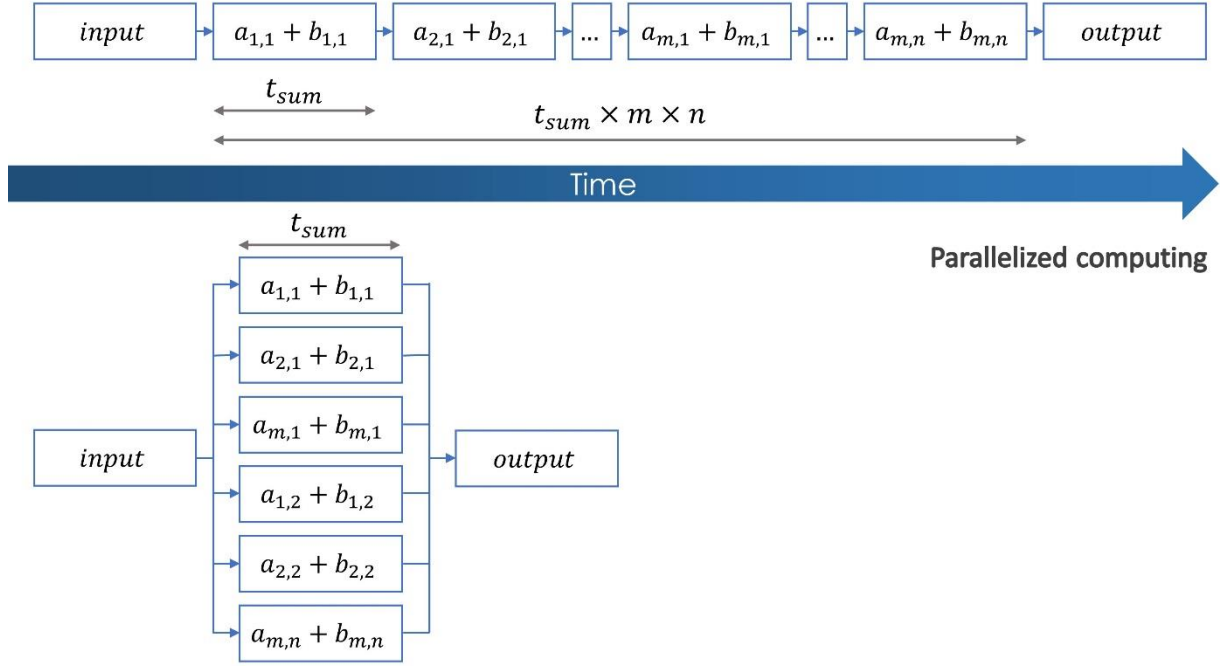 input a_{1,1} + b_{1,1} a_{2,1} + b_{2,1} ... a_{m,1} + b_{m,1} ... a_{m,n} + b_{m,n} output
t_{sum}
t_{sum} × m × n
Time
t_{sum}
Parallelized computing
a_{1,1} + b_{1,1}
a_{2,1} + b_{2,1}
a_{m,1} + b_{m,1}
input output
a_{1,2} + b_{1,2}
a_{2,2} + b_{2,2}
a_{m,n} + b_{m,n}